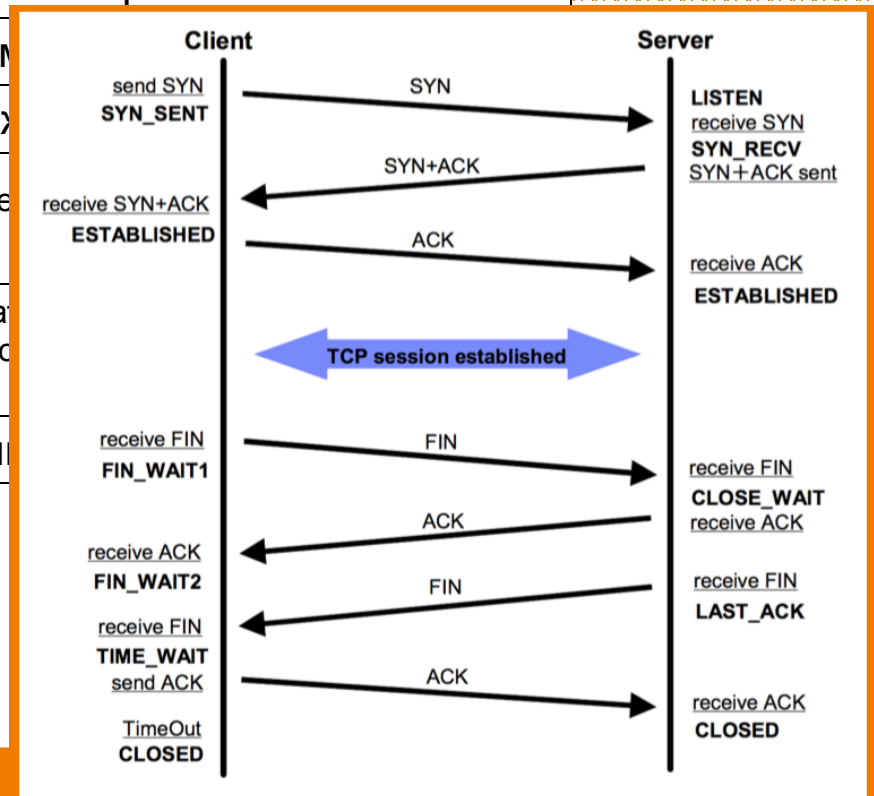 Client
Server
send SYN
SYN_SENT
SYN
LISTEN
receive SYN
SYN_RECV
SYN+ACK sent
SYN+ACK
receive SYN+ACK
ESTABLISHED
ACK
receive ACK
ESTABLISHED
TCP session established
receive FIN
FIN_WAIT1
FIN
receive FIN
CLOSE_WAIT
receive ACK
ACK
receive ACK
FIN_WAIT2
FIN
receive FIN
LAST_ACK
receive FIN
TIME_WAIT
send ACK
ACK
receive ACK
CLOSED
TimeOut
CLOSED